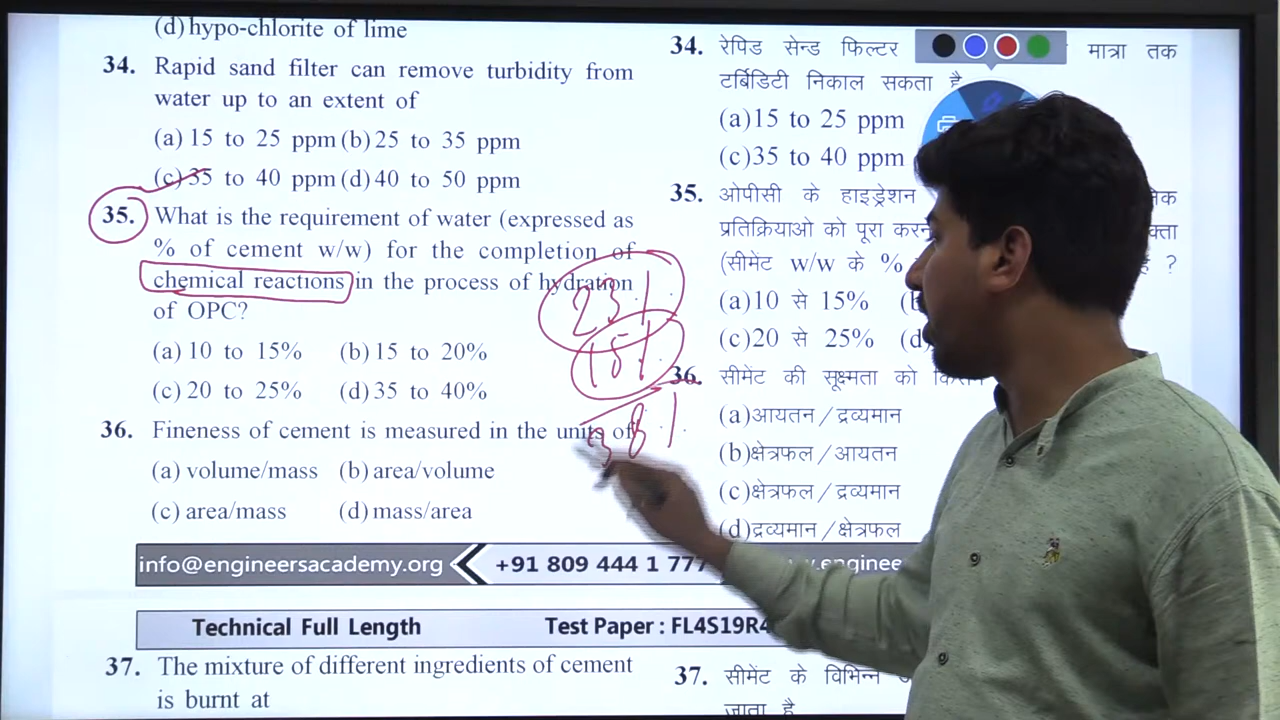 (d) hypo-chlorite of lime
34. Rapid sand filter can remove turbidity from
water up to an extent of
(a) 15 to 25 ppm (b) 25 to 35 ppm
(c) 35 to 40 ppm (d) 40 to 50 ppm
35. What is the requirement of water (expressed as
% of cement w/w) for the completion of
chemical reactions in the process of hydration
of OPC?
(a) 10 to 15% (b) 15 to 20%
(c) 20 to 25% (d) 35 to 40%
23%
15%
38%
36. Fineness of cement is measured in the units of
(a) volume/mass (b) area/volume
(c) area/mass (d) mass/area
34. रेपिड सेन्ड फिल्टर मात्रा तक
टर्बिडिटी निकाल सकता है
(a) 15 to 25 ppm
(c) 35 to 40 ppm
35. ओपीसी के हाइड्रेशन
प्रतिक्रियाओ को पूरा
(सीमेंट w/w के % ?
(a) 10 से 15%
(c) 20 से 25% (d)
36. सीमेंट की सूक्ष्मता को
(a) आयतन/द्रव्यमान
(b) क्षेत्रफल/आयतन
(c) क्षेत्रफल/द्रव्यमान
(d) द्रव्यमान/क्षेत्रफल
info@engineersacademy.org +91 809 444 1 777
Technical Full Length Test Paper : FL4S19R4
37. The mixture of different ingredients of cement
is burnt at
37. सीमेंट के विभिन्न
जाता है